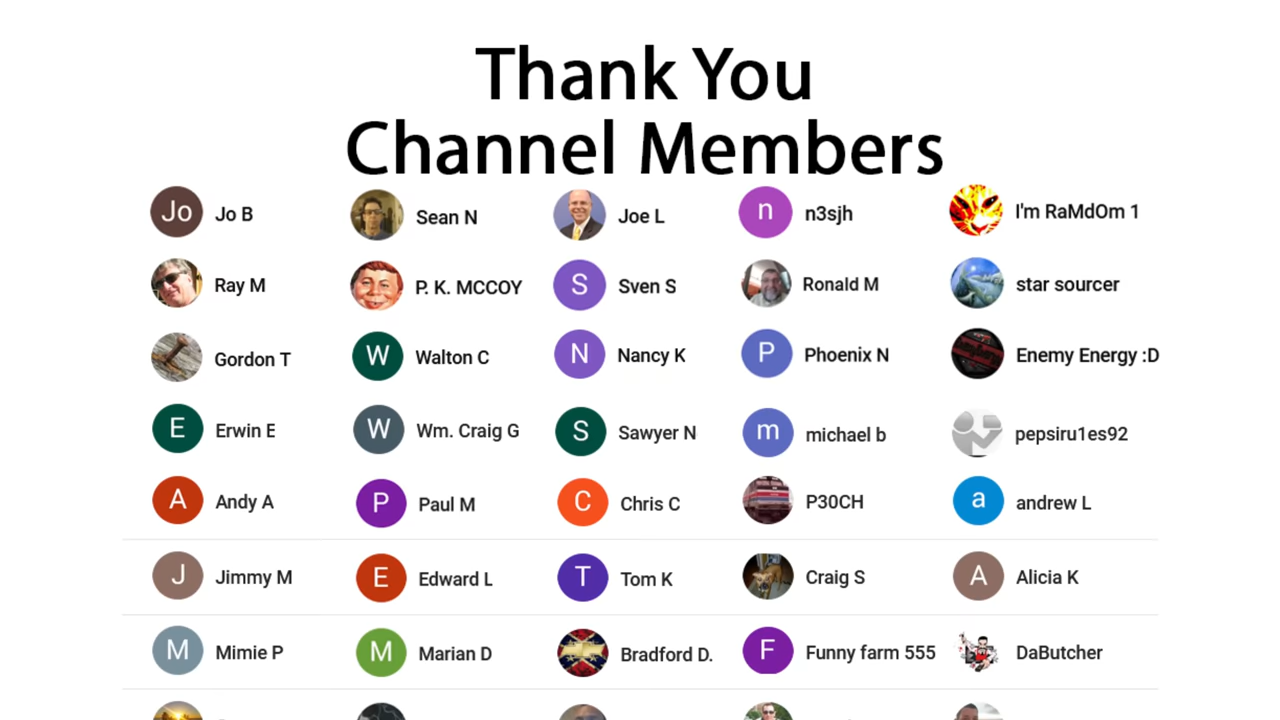 Thank You
Channel Members
Jo Jo B Sean N Joe L n n3sjh I'm RaMdOm 1
Ray M P. K. MCCOY S Sven S Ronald M star sourcer
Gordon T W Walton C N Nancy K P Phoenix N Enemy Energy :D
E Erwin E W Wm. Craig G S Sawyer N m michael b pepsiru1es92
A Andy A P Paul M C Chris C P30CH a andrew L
J Jimmy M E Edward L T Tom K Craig S A Alicia K
M Mimie P M Marian D Bradford D. F Funny farm 555 DaButcher